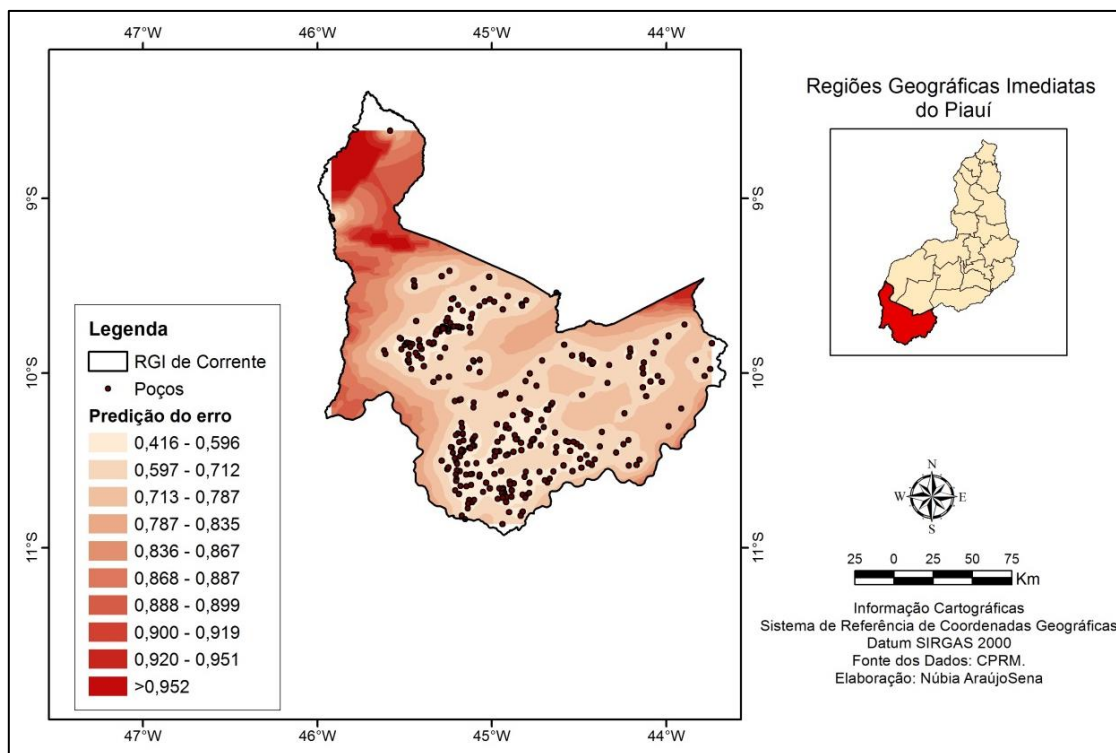 47°W 46°W 45°W 44°W
9°S
10°S
11°S
Legenda
RGI de Corrente
Poços
Predição do erro
0,416 - 0,596
0,597 - 0,712
0,713 - 0,787
0,787 - 0,835
0,836 - 0,867
0,868 - 0,887
0,888 - 0,899
0,900 - 0,919
0,920 - 0,951
>0,952
47°W 46°W 45°W 44°W
9°S
10°S
11°S
Regiões Geográficas Imediatas
do Piauí
N
W E
S
25 0 25 50 75
Km
Informação Cartográficas
Sistema de Referência de Coordenadas Geográficas
Datum SIRGAS 2000
Fonte dos Dados: CPRM.
Elaboração: Núbia AraújoSena